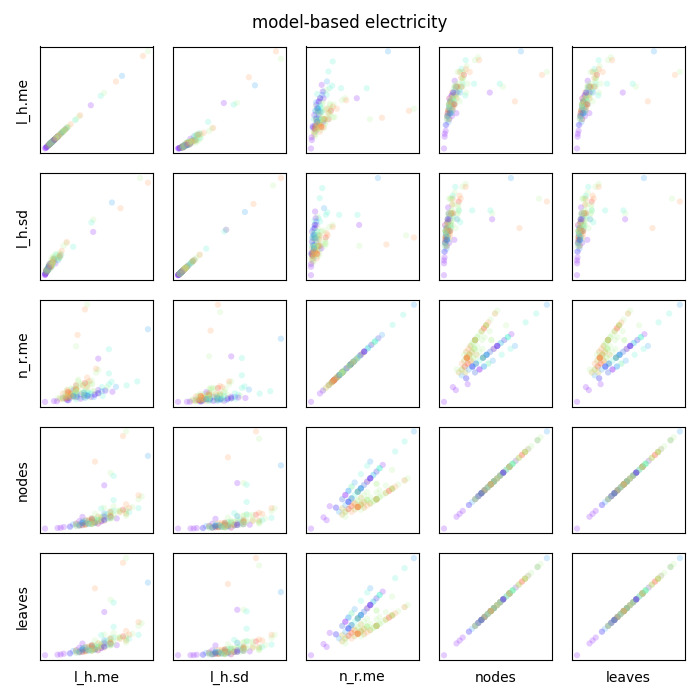 model-based electricity
l_h.me
l_h.sd
n_r.me
nodes
leaves
l_h.me
l_h.sd
n_r.me
nodes
leaves